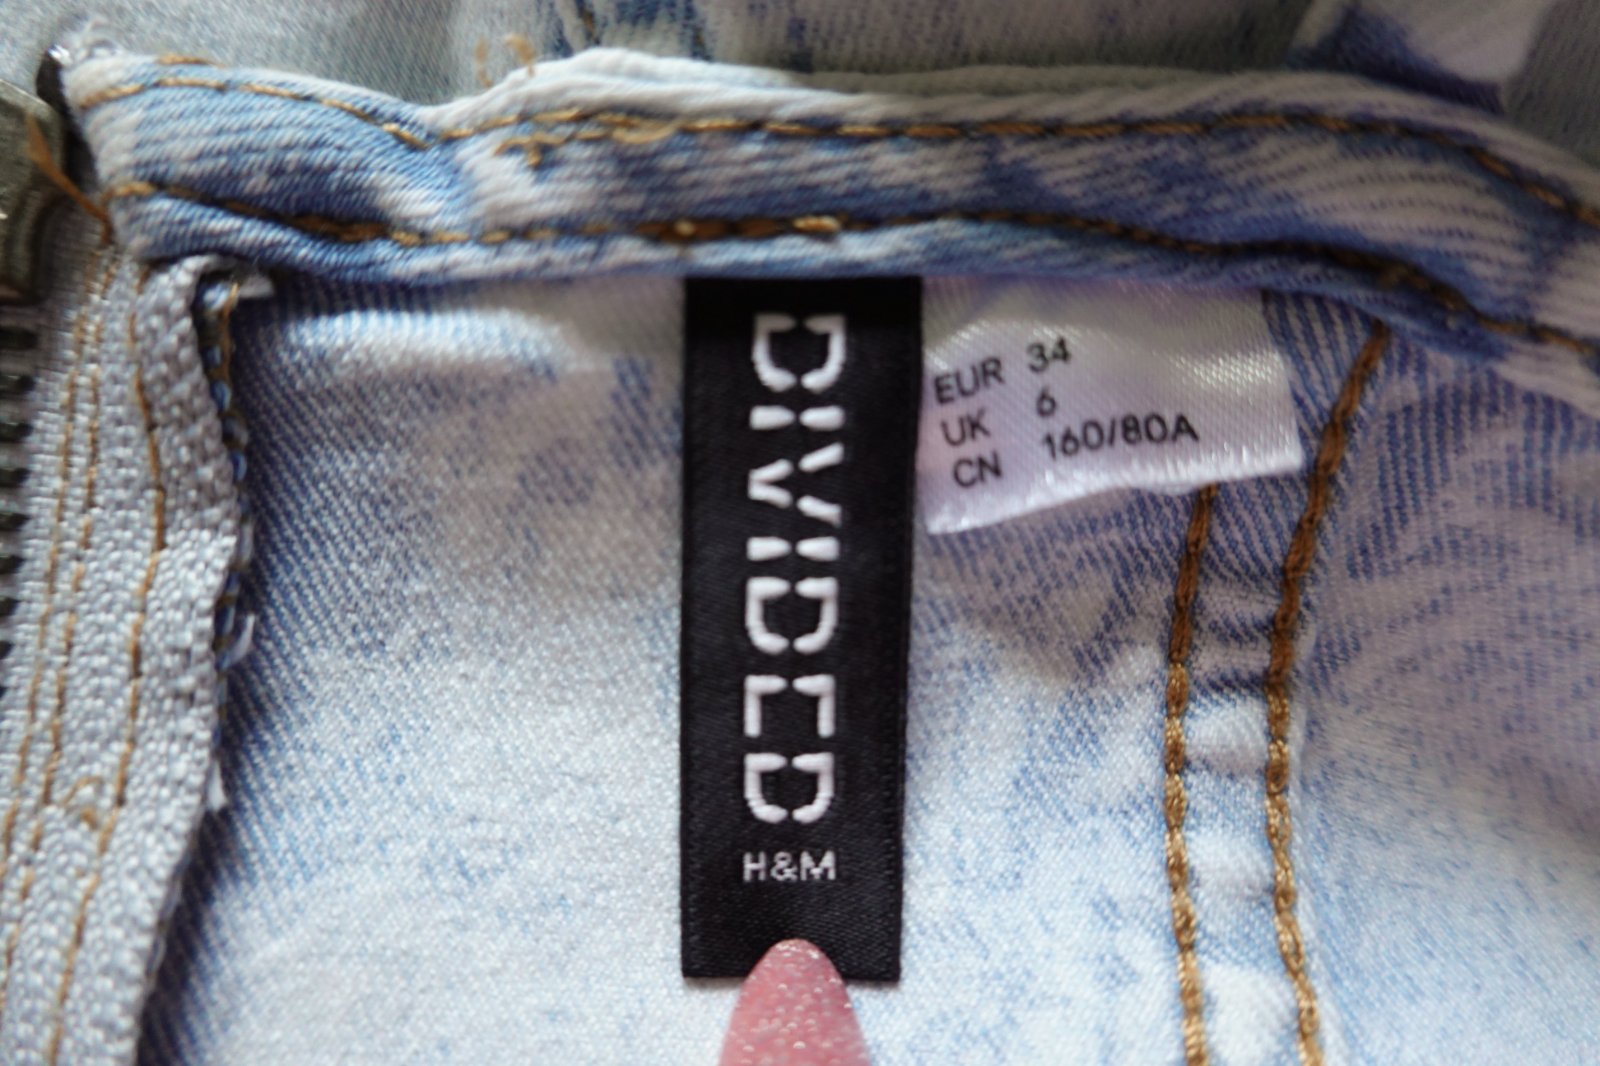 DIVIDED
H&M
EUR 34
UK 6
CN 160/80A